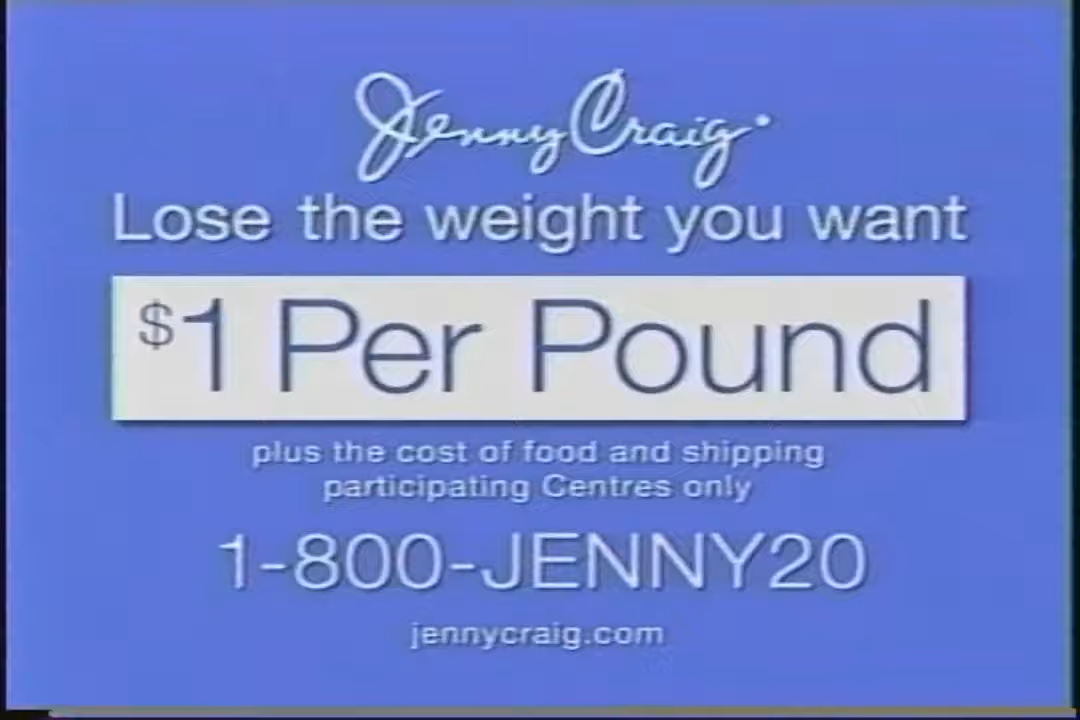 Jenny Craig
Lose the weight you want
$1 Per Pound
plus the cost of food and shipping
participating Centres only
1-800-JENNY20
jennycraig.com